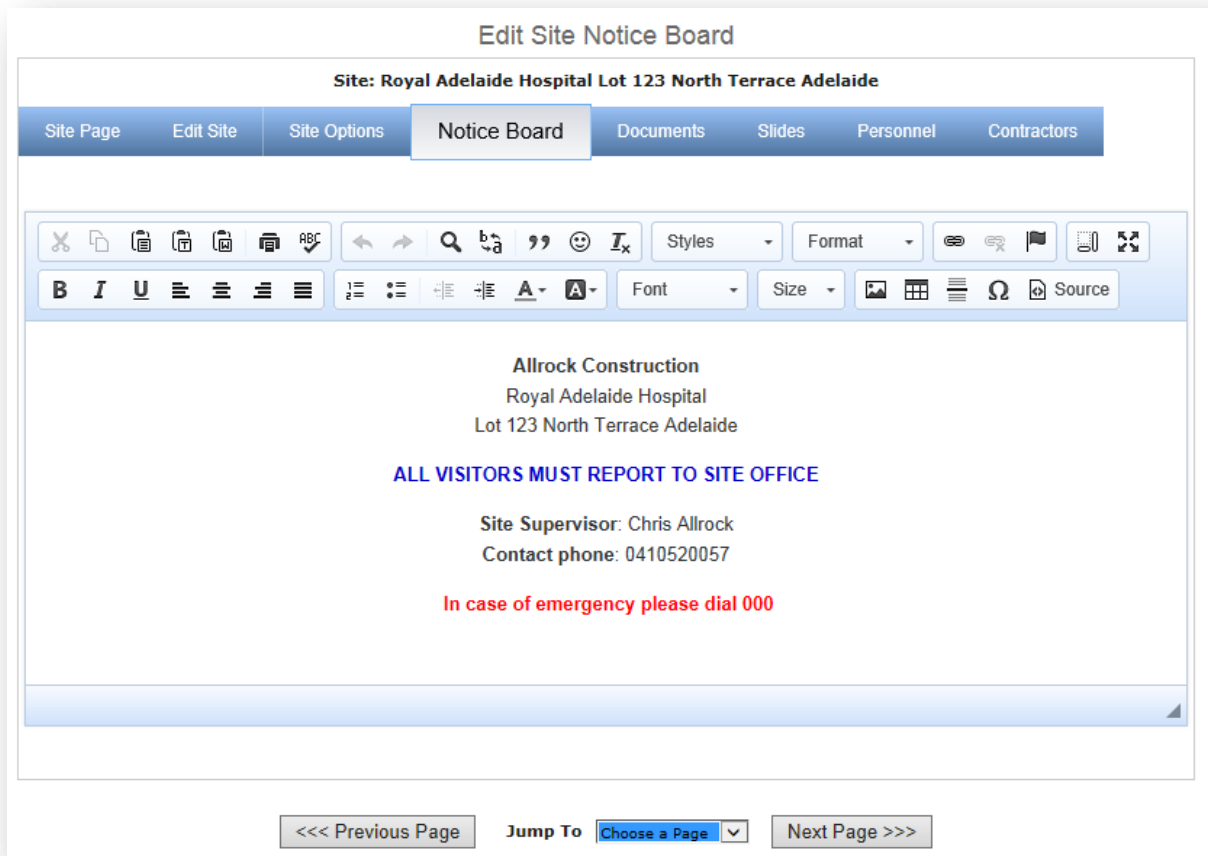 Edit Site Notice Board
Site: Royal Adelaide Hospital Lot 123 North Terrace Adelaide
Site Page Edit Site Site Options Notice Board Documents Slides Personnel Contractors
ABC b a Styles Format
B I U A A Font Size Ω Source
Allrock Construction
Royal Adelaide Hospital
Lot 123 North Terrace Adelaide
ALL VISITORS MUST REPORT TO SITE OFFICE
Site Supervisor: Chris Allrock
Contact phone: 0410520057
In case of emergency please dial 000
<<< Previous Page Jump To Choose a Page Next Page >>>